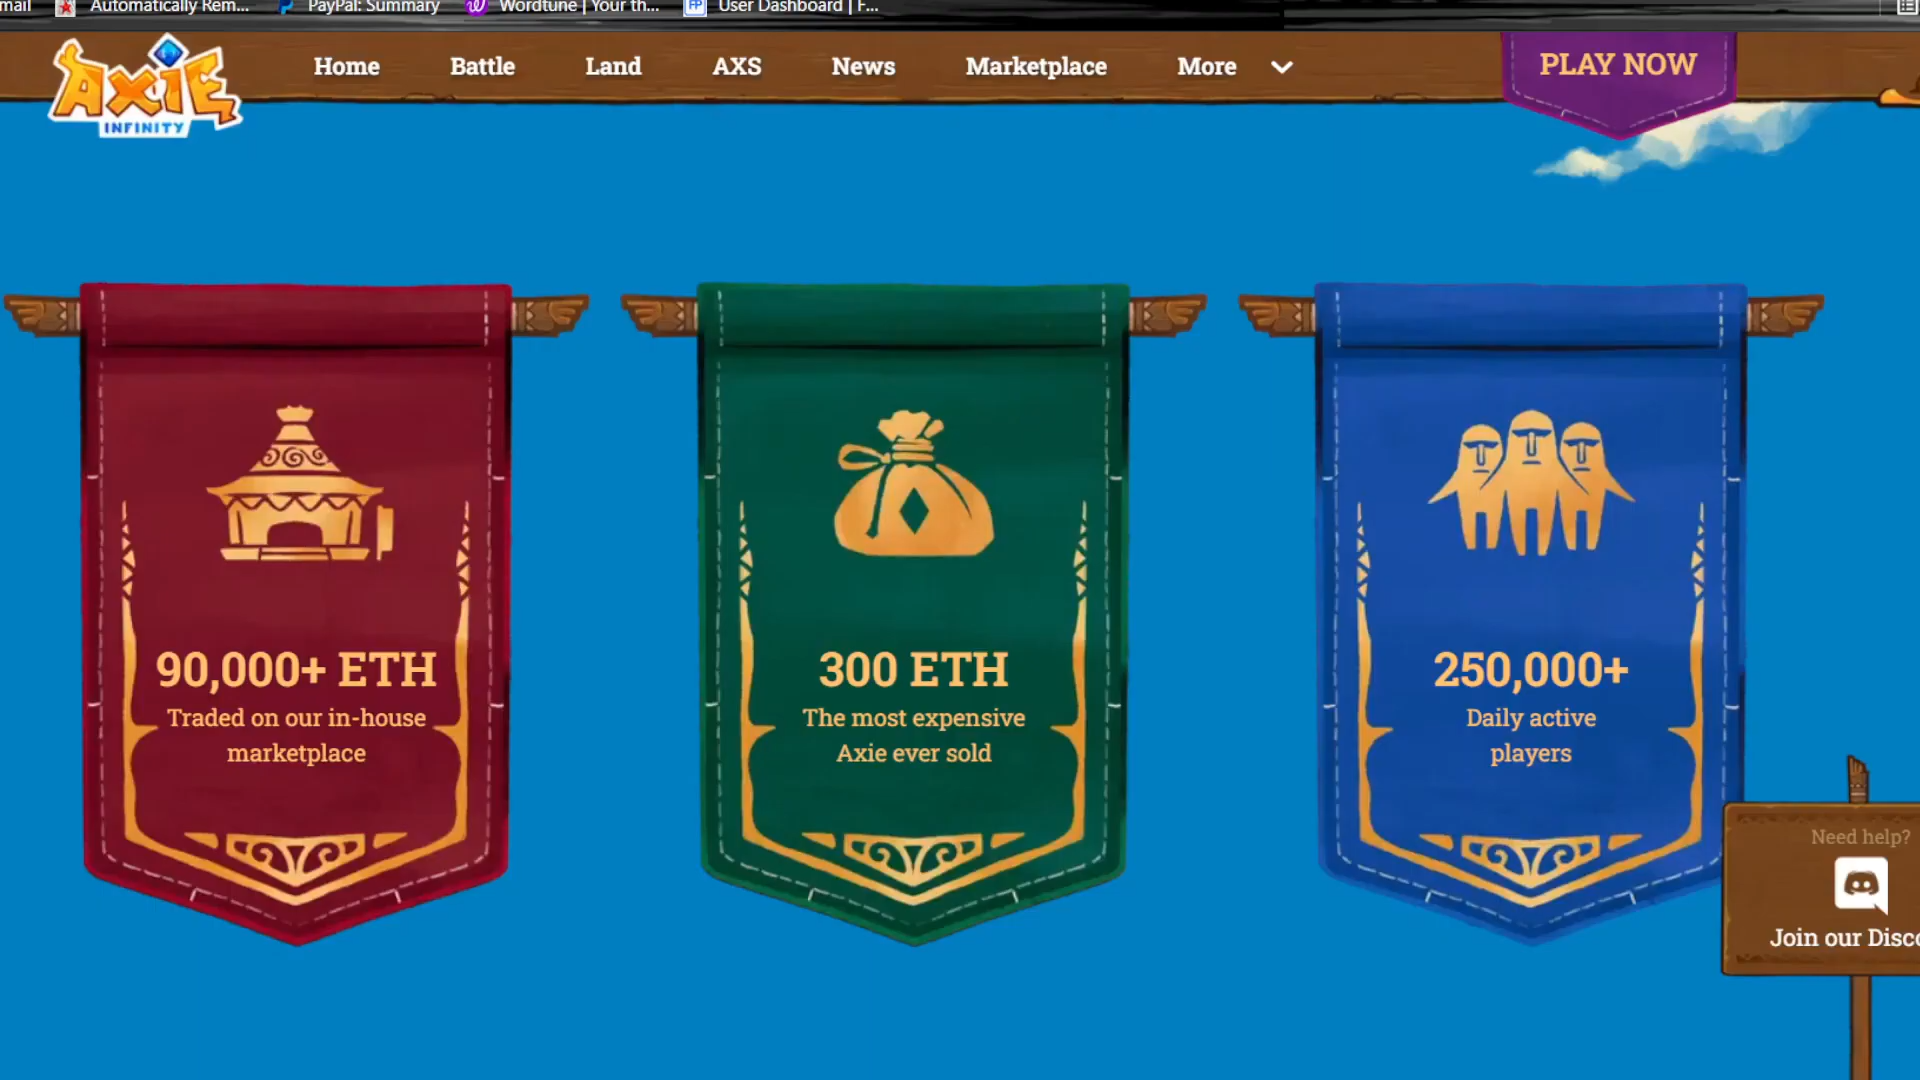 mail Automatically Rem... PayPal: Summary Wordtune | Your th... User Dashboard | F...
AXIE
INFINITY
Home Battle Land AXS News Marketplace More PLAY NOW
90,000+ ETH
Traded on our in-house
marketplace
300 ETH
The most expensive
Axie ever sold
250,000+
Daily active
players
Need help?
Join our Disco